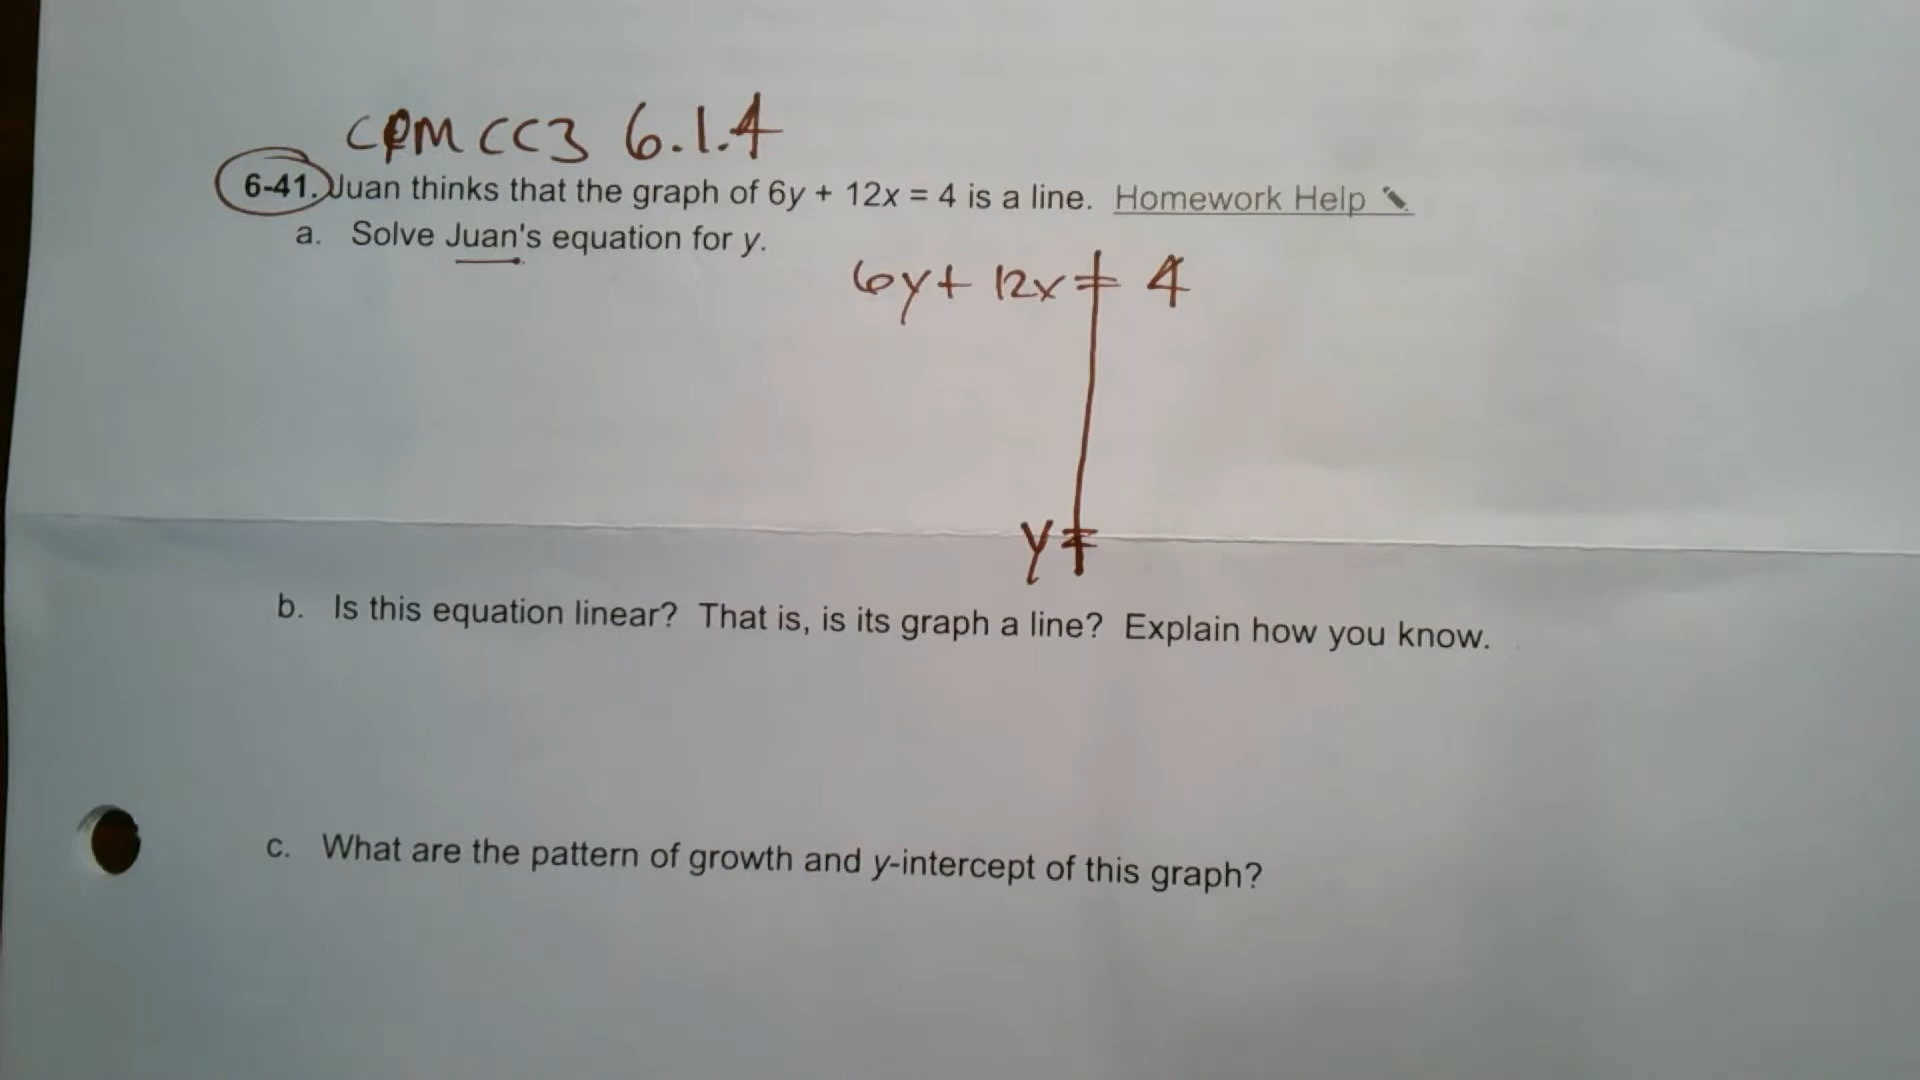 CPM CC3 6.1.4
6-41. Juan thinks that the graph of 6y + 12x = 4 is a line. Homework Help
a. Solve Juan's equation for y.
6y + 12x = 4
y =
b. Is this equation linear? That is, is its graph a line? Explain how you know.
c. What are the pattern of growth and y-intercept of this graph?